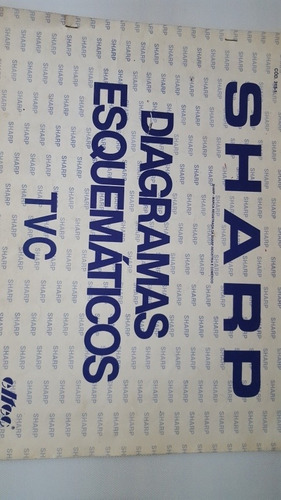 SHARP
DIAGRAMAS
ESQUEMÁTICOS
TVC